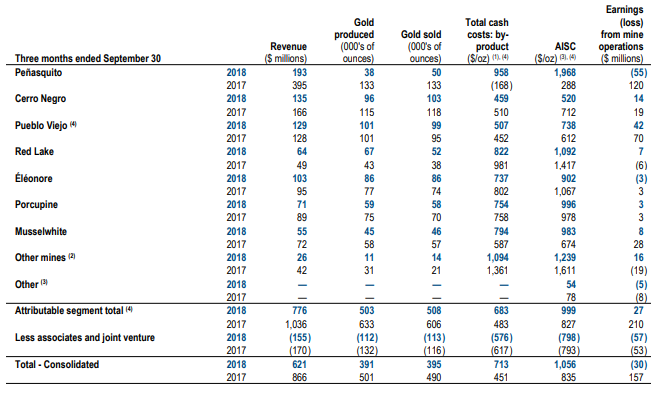 Earnings
Gold Total cash (loss)
produced Gold sold costs: by- from mine
Revenue (000's of (000's of product AISC operations
Three months ended September 30 ($ millions) ounces) ounces) ($/oz) (1), (4) ($/oz) (3), (4) ($ millions)
Peñasquito 2018 193 38 50 958 1,968 (55)
2017 395 133 133 (168) 288 120
Cerro Negro 2018 135 96 103 459 520 14
2017 166 115 118 510 712 19
Pueblo Viejo (4) 2018 129 101 99 507 738 42
2017 128 101 95 452 612 70
Red Lake 2018 64 67 52 822 1,092 7
2017 49 43 38 981 1,417 (6)
Éléonore 2018 103 86 86 737 902 (3)
2017 95 77 74 802 1,067 3
Porcupine 2018 71 59 58 754 996 3
2017 89 75 70 758 978 3
Musselwhite 2018 55 45 46 794 983 8
2017 72 58 57 587 674 28
Other mines (2) 2018 26 11 14 1,094 1,239 16
2017 42 31 21 1,361 1,611 (19)
Other (3) 2018 — — — — 54 (5)
2017 — — — — 78 (8)
Attributable segment total (4) 2018 776 503 508 683 999 27
2017 1,036 633 606 483 827 210
Less associates and joint venture 2018 (155) (112) (113) (576) (798) (57)
2017 (170) (132) (116) (617) (793) (53)
Total - Consolidated 2018 621 391 395 713 1,056 (30)
2017 866 501 490 451 835 157